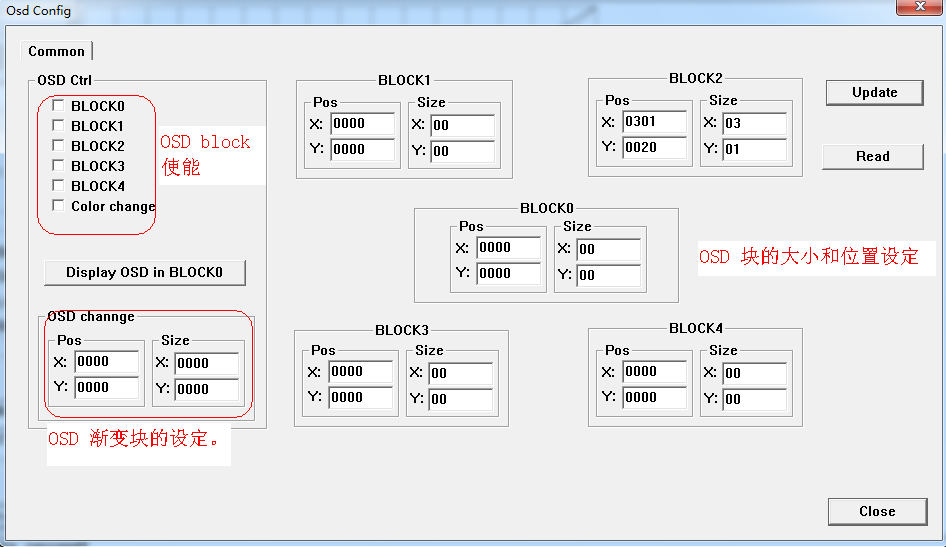 Osd Config
Common
OSD Ctrl
BLOCK0
BLOCK1
BLOCK2
BLOCK3
BLOCK4
Color change
OSD block
使能
Display OSD in BLOCK0
OSD channge
Pos
X: 0000
Y: 0000
Size
X: 0000
Y: 0000
OSD 渐变块的设定。
BLOCK1
Pos
X: 0000
Y: 0000
Size
X: 00
Y: 00
BLOCK2
Pos
X: 0301
Y: 0020
Size
X: 03
Y: 01
Update
Read
BLOCK0
Pos
X: 0000
Y: 0000
Size
X: 00
Y: 00
OSD 块的大小和位置设定
BLOCK3
Pos
X: 0000
Y: 0000
Size
X: 00
Y: 00
BLOCK4
Pos
X: 0000
Y: 0000
Size
X: 00
Y: 00
Close